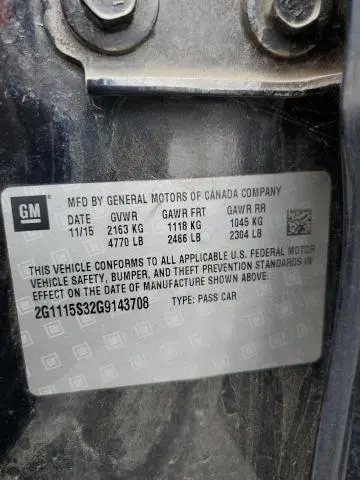 GM
MFD BY GENERAL MOTORS OF CANADA COMPANY
DATE GVWR GAWR FRT GAWR RR
11/15 2163 KG 1118 KG 1045 KG
4770 LB 2466 LB 2304 LB
THIS VEHICLE CONFORMS TO ALL APPLICABLE U.S. FEDERAL MOTOR
VEHICLE SAFETY, BUMPER, AND THEFT PREVENTION STANDARDS IN
EFFECT ON THE DATE OF MANUFACTURE SHOWN ABOVE.
2G1115S32G9143708 TYPE: PASS CAR